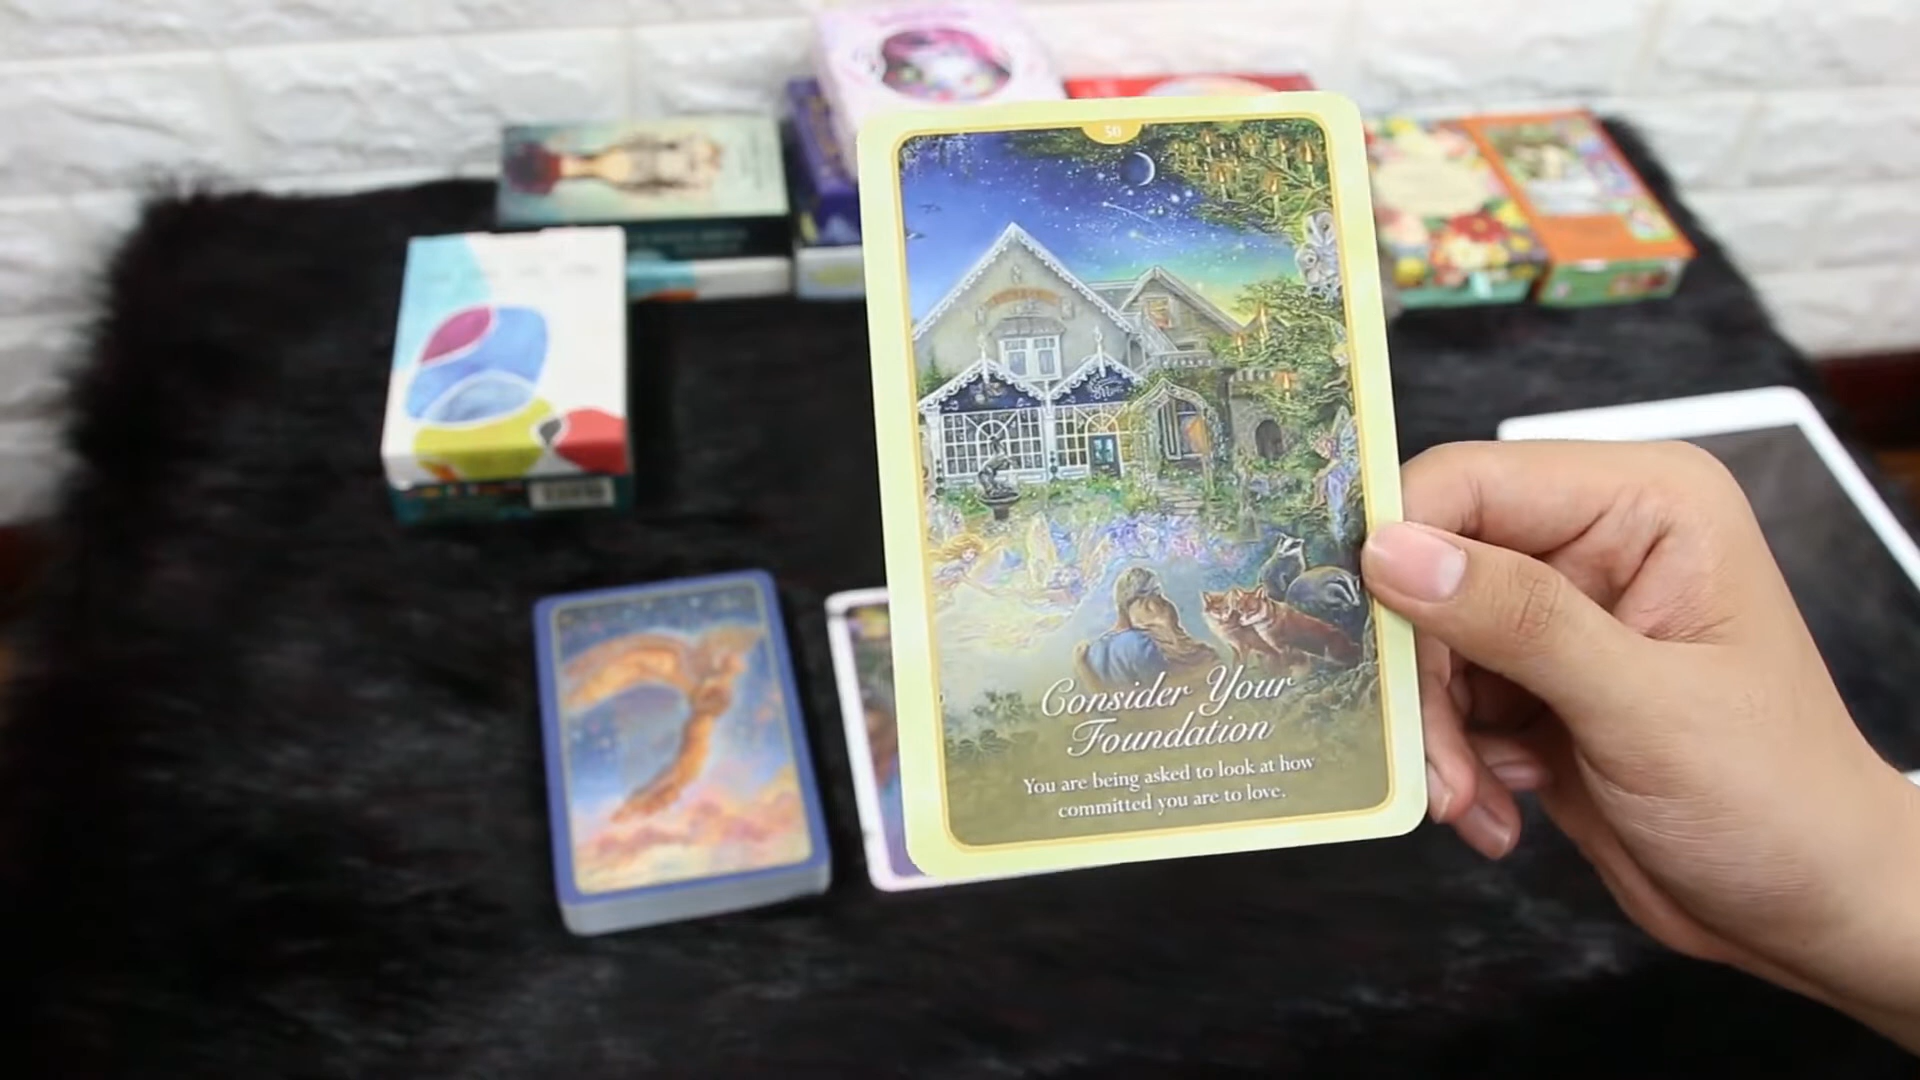 50
Consider Your
Foundation
You are being asked to look at how
committed you are to love.